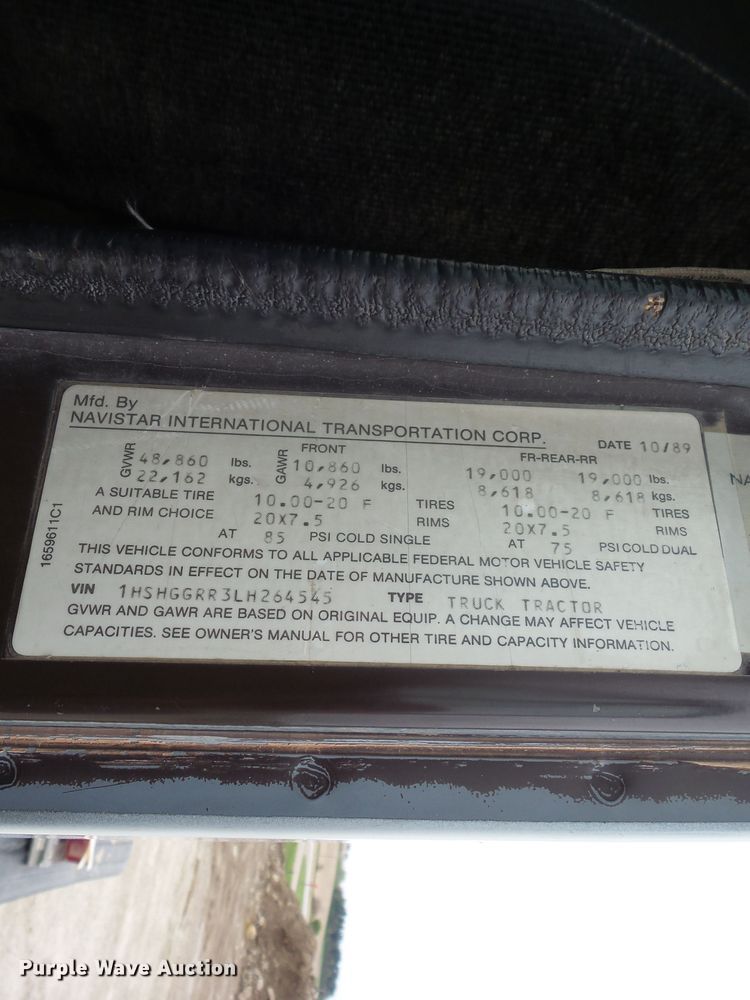 Mfd. By
NAVISTAR INTERNATIONAL TRANSPORTATION CORP. DATE 10/89
FRONT FR-REAR-RR
GVWR 48,860 lbs. GAWR 10,860 lbs. 19,000 19,000 lbs.
22,162 kgs. 4,926 kgs. 8,618 8,618 kgs.
A SUITABLE TIRE 10.00-20 F TIRES 10.00-20 F TIRES
AND RIM CHOICE 20X7.5 RIMS 20X7.5 RIMS
AT 85 PSI COLD SINGLE AT 75 PSI COLD DUAL
THIS VEHICLE CONFORMS TO ALL APPLICABLE FEDERAL MOTOR VEHICLE SAFETY
STANDARDS IN EFFECT ON THE DATE OF MANUFACTURE SHOWN ABOVE.
VIN 1HSHGGRR3LH264545 TYPE TRUCK TRACTOR
GVWR AND GAWR ARE BASED ON ORIGINAL EQUIP. A CHANGE MAY AFFECT VEHICLE
CAPACITIES. SEE OWNER'S MANUAL FOR OTHER TIRE AND CAPACITY INFORMATION.
1659611C1
NA
Purple Wave Auction